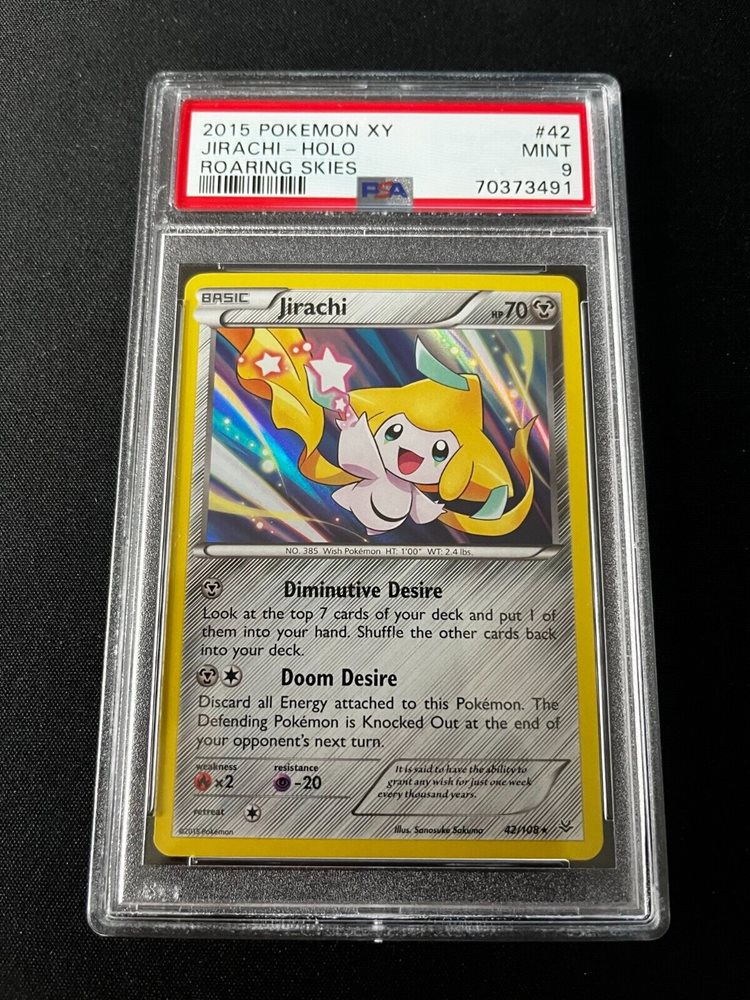 2015 POKEMON XY #42
JIRACHI - HOLO MINT
ROARING SKIES 9
PSA 70373491
BASIC Jirachi HP 70
NO. 385 Wish Pokémon HT: 1'00" WT: 2.4 lbs.
Diminutive Desire
Look at the top 7 cards of your deck and put 1 of
them into your hand. Shuffle the other cards back
into your deck.
Doom Desire
Discard all Energy attached to this Pokémon. The
Defending Pokémon is Knocked Out at the end of
your opponent's next turn.
weakness resistance
×2 -20
It is said to have the ability to
grant any wish for just one week
every thousand years.
retreat
©2015 Pokémon Illus. Sanosuke Sakuma 42/108 ★